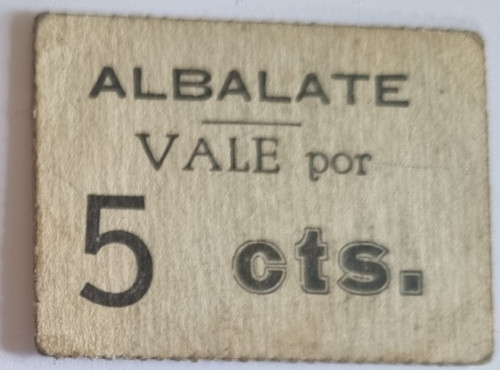 ALBALATE
VALE por
5 cts.